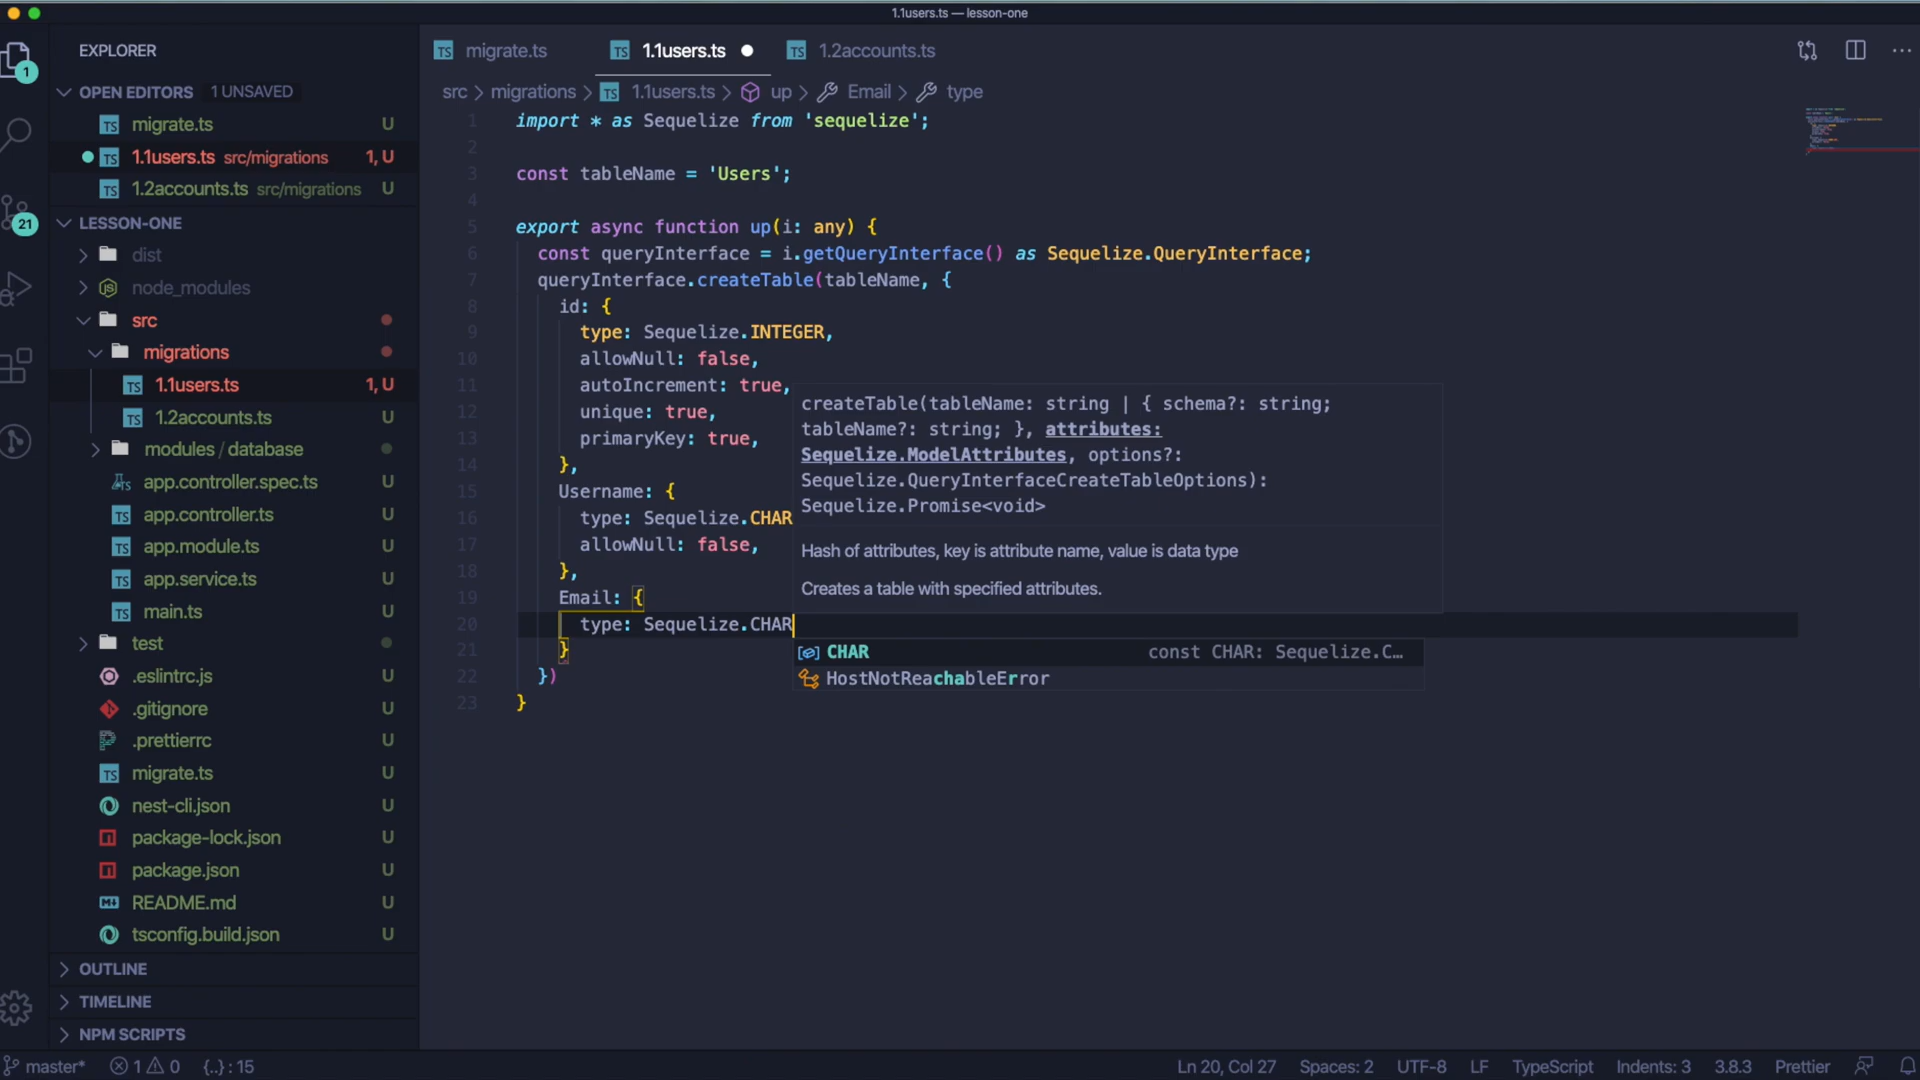 1.1users.ts — lesson-one
EXPLORER
OPEN EDITORS 1 UNSAVED
migrate.ts U
1.1users.ts src/migrations 1, U
1.2accounts.ts src/migrations U
LESSON-ONE
dist
node_modules
src
migrations
1.1users.ts 1, U
1.2accounts.ts U
modules / database
app.controller.spec.ts U
app.controller.ts U
app.module.ts U
app.service.ts U
main.ts U
test
.eslintrc.js U
.gitignore U
.prettierrc U
migrate.ts U
nest-cli.json U
package-lock.json U
package.json U
README.md U
tsconfig.build.json U
OUTLINE
TIMELINE
NPM SCRIPTS
1
21
TS migrate.ts TS 1.1users.ts TS 1.2accounts.ts ...
src > migrations > TS 1.1users.ts > up > Email > type
1 import * as Sequelize from 'sequelize';
2
3 const tableName = 'Users';
4
5 export async function up(i: any) {
6 const queryInterface = i.getQueryInterface() as Sequelize.QueryInterface;
7 queryInterface.createTable(tableName, {
8 id: {
9 type: Sequelize.INTEGER,
10 allowNull: false,
11 autoIncrement: true,
12 unique: true,
13 primaryKey: true,
14 },
15 Username: {
16 type: Sequelize.CHAR
17 allowNull: false,
18 },
19 Email: {
20 type: Sequelize.CHAR
21 }
22 })
23 }
createTable(tableName: string | { schema?: string;
tableName?: string; }, attributes:
Sequelize.ModelAttributes, options?:
Sequelize.QueryInterfaceCreateTableOptions):
Sequelize.Promise<void>
Hash of attributes, key is attribute name, value is data type
Creates a table with specified attributes.
CHAR const CHAR: Sequelize.C...
HostNotReachableError
master* 1 0 {..} : 15 Ln 20, Col 27 Spaces: 2 UTF-8 LF TypeScript Indents: 3 3.8.3 Prettier